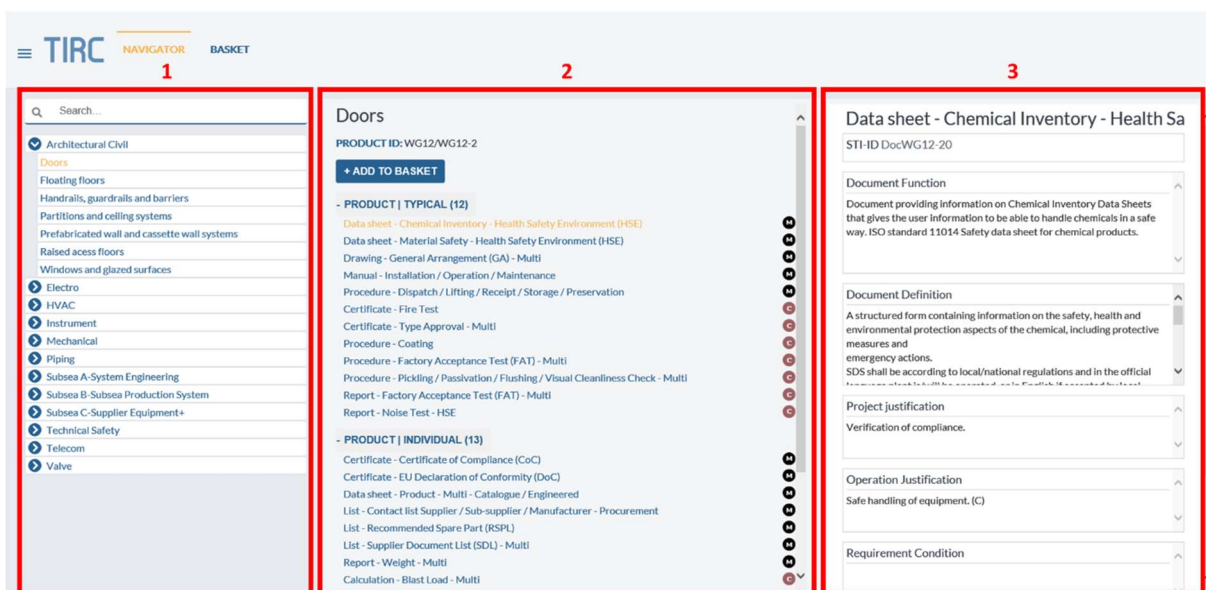 TIRC
NAVIGATOR
BASKET
1
2
3
Search...
Architectural Civil
Doors
Floating floors
Handrails, guardrails and barriers
Partitions and ceiling systems
Prefabricated wall and cassette wall systems
Raised acess floors
Windows and glazed surfaces
Electro
HVAC
Instrument
Mechanical
Piping
Subsea A-System Engineering
Subsea B-Subsea Production System
Subsea C-Supplier Equipment+
Technical Safety
Telecom
Valve
Doors
PRODUCT ID: WG12/WG12-2
+ ADD TO BASKET
- PRODUCT | TYPICAL (12)
Data sheet - Chemical Inventory - Health Safety Environment (HSE) M
Data sheet - Material Safety - Health Safety Environment (HSE) M
Drawing - General Arrangement (GA) - Multi M
Manual - Installation / Operation / Maintenance M
Procedure - Dispatch / Lifting / Receipt / Storage / Preservation M
Certificate - Fire Test C
Certificate - Type Approval - Multi C
Procedure - Coating C
Procedure - Factory Acceptance Test (FAT) - Multi C
Procedure - Pickling / Passivation / Flushing / Visual Cleanliness Check - Multi C
Report - Factory Acceptance Test (FAT) - Multi C
Report - Noise Test - HSE C
- PRODUCT | INDIVIDUAL (13)
Certificate - Certificate of Compliance (CoC) M
Certificate - EU Declaration of Conformity (DoC) M
Data sheet - Product - Multi - Catalogue / Engineered M
List - Contact list Supplier / Sub-supplier / Manufacturer - Procurement M
List - Recommended Spare Part (RSPL) M
List - Supplier Document List (SDL) - Multi M
Report - Weight - Multi M
Calculation - Blast Load - Multi C
Data sheet - Chemical Inventory - Health Sa
STI-ID DocWG12-20
Document Function
Document providing information on Chemical Inventory Data Sheets
that gives the user information to be able to handle chemicals in a safe
way. ISO standard 11014 Safety data sheet for chemical products.
Document Definition
A structured form containing information on the safety, health and
environmental protection aspects of the chemical, including protective
measures and
emergency actions.
SDS shall be according to local/national regulations and in the official
Project justification
Verification of compliance.
Operation Justification
Safe handling of equipment. (C)
Requirement Condition